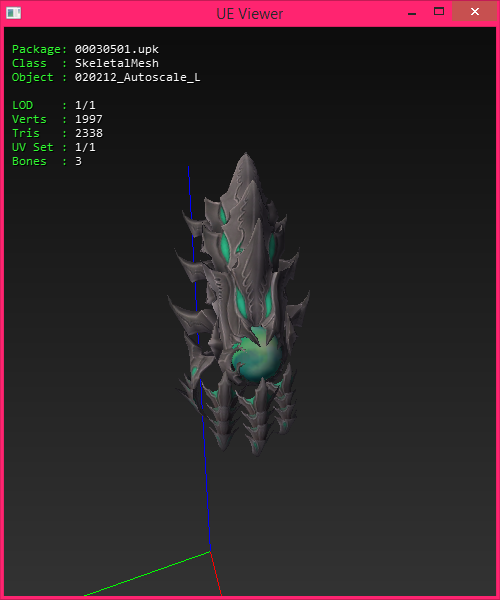 UE Viewer
Package: 00030501.upk
Class : SkeletalMesh
Object : 020212_Autoscale_L
LOD : 1/1
Verts : 1997
Tris : 2338
UV Set : 1/1
Bones : 3